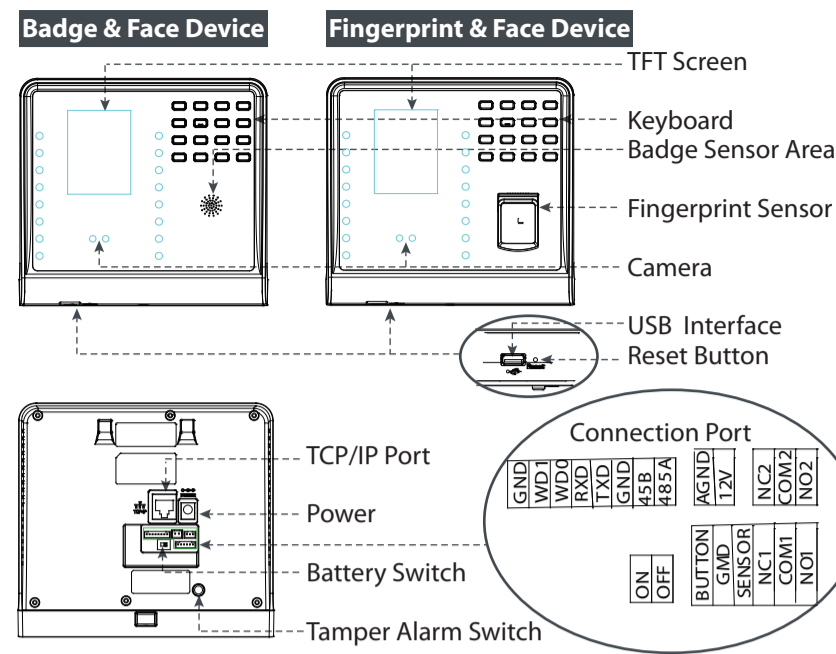 Badge & Face Device
Fingerprint & Face Device
TFT Screen
Keyboard
Badge Sensor Area
Fingerprint Sensor
Camera
USB Interface
Reset Button
Reset
TCP/IP Port
Power
Battery Switch
Tamper Alarm Switch
Connection Port
GND
WD1
WD0
RXD
TXD
GND
45B
485A
AGND
12V
NC2
COM2
NO2
ON
OFF
BUTTON
GMD
SENSOR
NC1
COM1
NO1